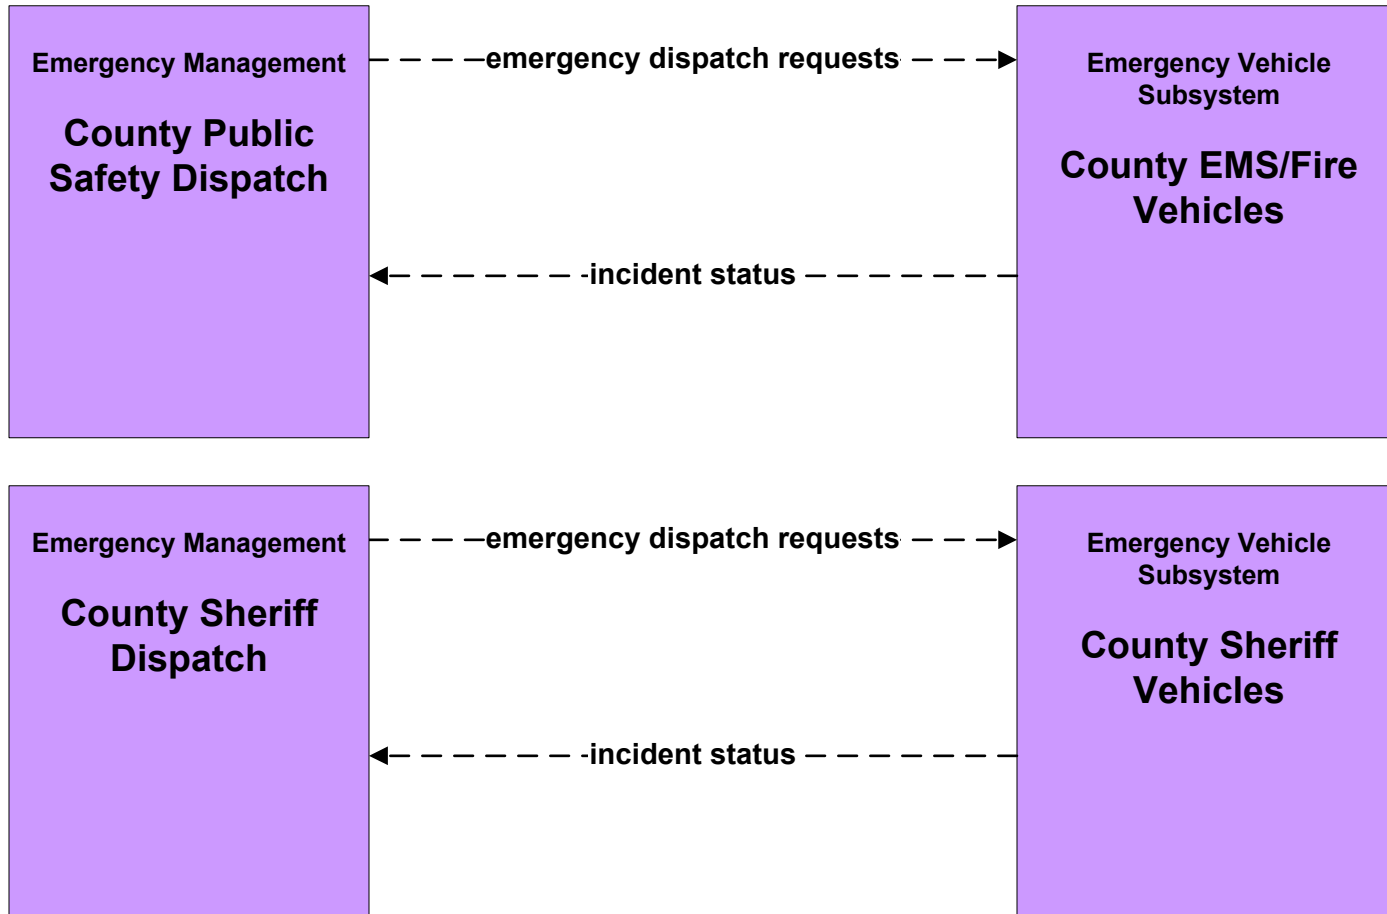 Emergency Management
County Public
Safety Dispatch
emergency dispatch requests
incident status
Emergency Vehicle
Subsystem
County EMS/Fire
Vehicles
Emergency Management
County Sheriff
Dispatch
emergency dispatch requests
incident status
Emergency Vehicle
Subsystem
County Sheriff
Vehicles